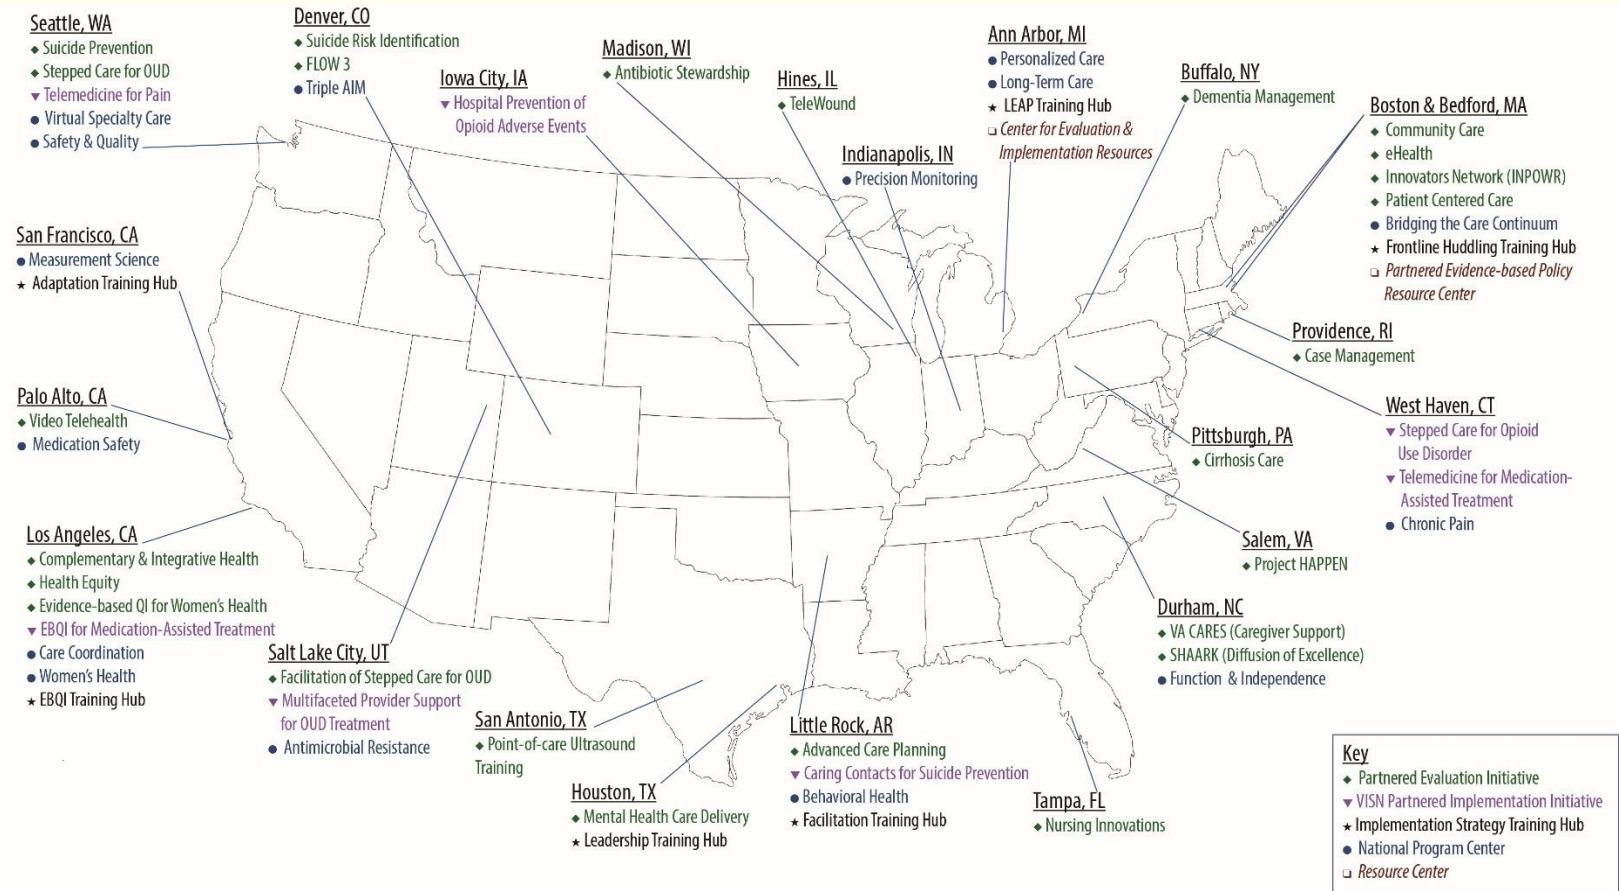 Seattle, WA
◆ Suicide Prevention
◆ Stepped Care for OUD
▼ Telemedicine for Pain
● Virtual Specialty Care
● Safety & Quality
Denver, CO
◆ Suicide Risk Identification
◆ FLOW 3
● Triple AIM
Iowa City, IA
▼ Hospital Prevention of
Opioid Adverse Events
Madison, WI
◆ Antibiotic Stewardship
Hines, IL
◆ TeleWound
Indianapolis, IN
● Precision Monitoring
Ann Arbor, MI
● Personalized Care
● Long-Term Care
★ LEAP Training Hub
❑ Center for Evaluation &
Implementation Resources
Buffalo, NY
◆ Dementia Management
Boston & Bedford, MA
◆ Community Care
◆ eHealth
◆ Innovators Network (INPOWR)
◆ Patient Centered Care
● Bridging the Care Continuum
★ Frontline Huddling Training Hub
❑ Partnered Evidence-based Policy
Resource Center
San Francisco, CA
● Measurement Science
★ Adaptation Training Hub
Providence, RI
◆ Case Management
Palo Alto, CA
◆ Video Telehealth
● Medication Safety
West Haven, CT
▼ Stepped Care for Opioid
Use Disorder
▼ Telemedicine for Medication-
Assisted Treatment
● Chronic Pain
Pittsburgh, PA
◆ Cirrhosis Care
Los Angeles, CA
◆ Complementary & Integrative Health
◆ Health Equity
◆ Evidence-based QI for Women's Health
▼ EBQI for Medication-Assisted Treatment
● Care Coordination
● Women's Health
★ EBQI Training Hub
Salem, VA
◆ Project HAPPEN
Durham, NC
◆ VA CARES (Caregiver Support)
◆ SHAARK (Diffusion of Excellence)
● Function & Independence
Salt Lake City, UT
◆ Facilitation of Stepped Care for OUD
▼ Multifaceted Provider Support
for OUD Treatment
● Antimicrobial Resistance
San Antonio, TX
◆ Point-of-care Ultrasound
Training
Houston, TX
◆ Mental Health Care Delivery
★ Leadership Training Hub
Little Rock, AR
◆ Advanced Care Planning
▼ Caring Contacts for Suicide Prevention
● Behavioral Health
★ Facilitation Training Hub
Tampa, FL
◆ Nursing Innovations
Key
◆ Partnered Evaluation Initiative
▼ VISN Partnered Implementation Initiative
★ Implementation Strategy Training Hub
● National Program Center
❑ Resource Center